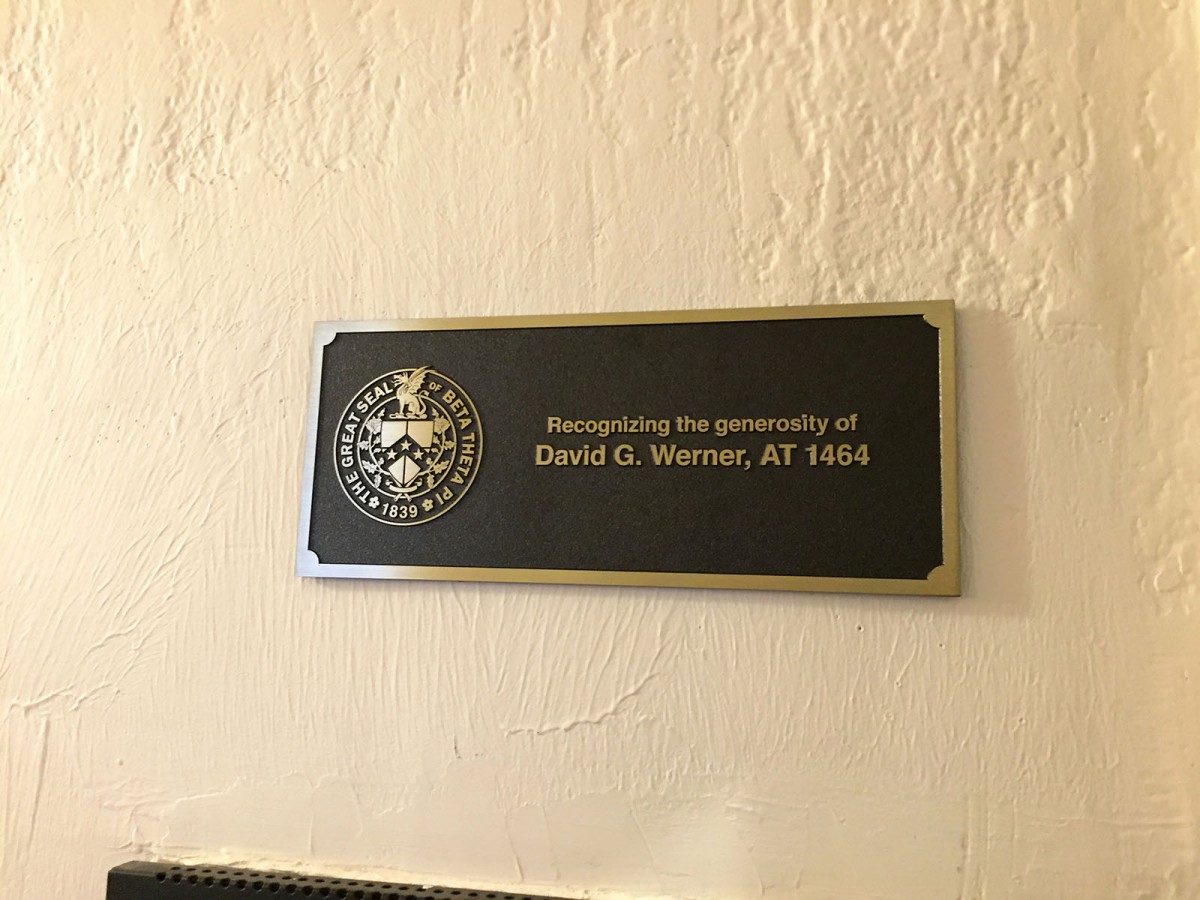 THE GREAT SEAL OF BETA THETA PI
1839
Recognizing the generosity of
David G. Werner, AT 1464